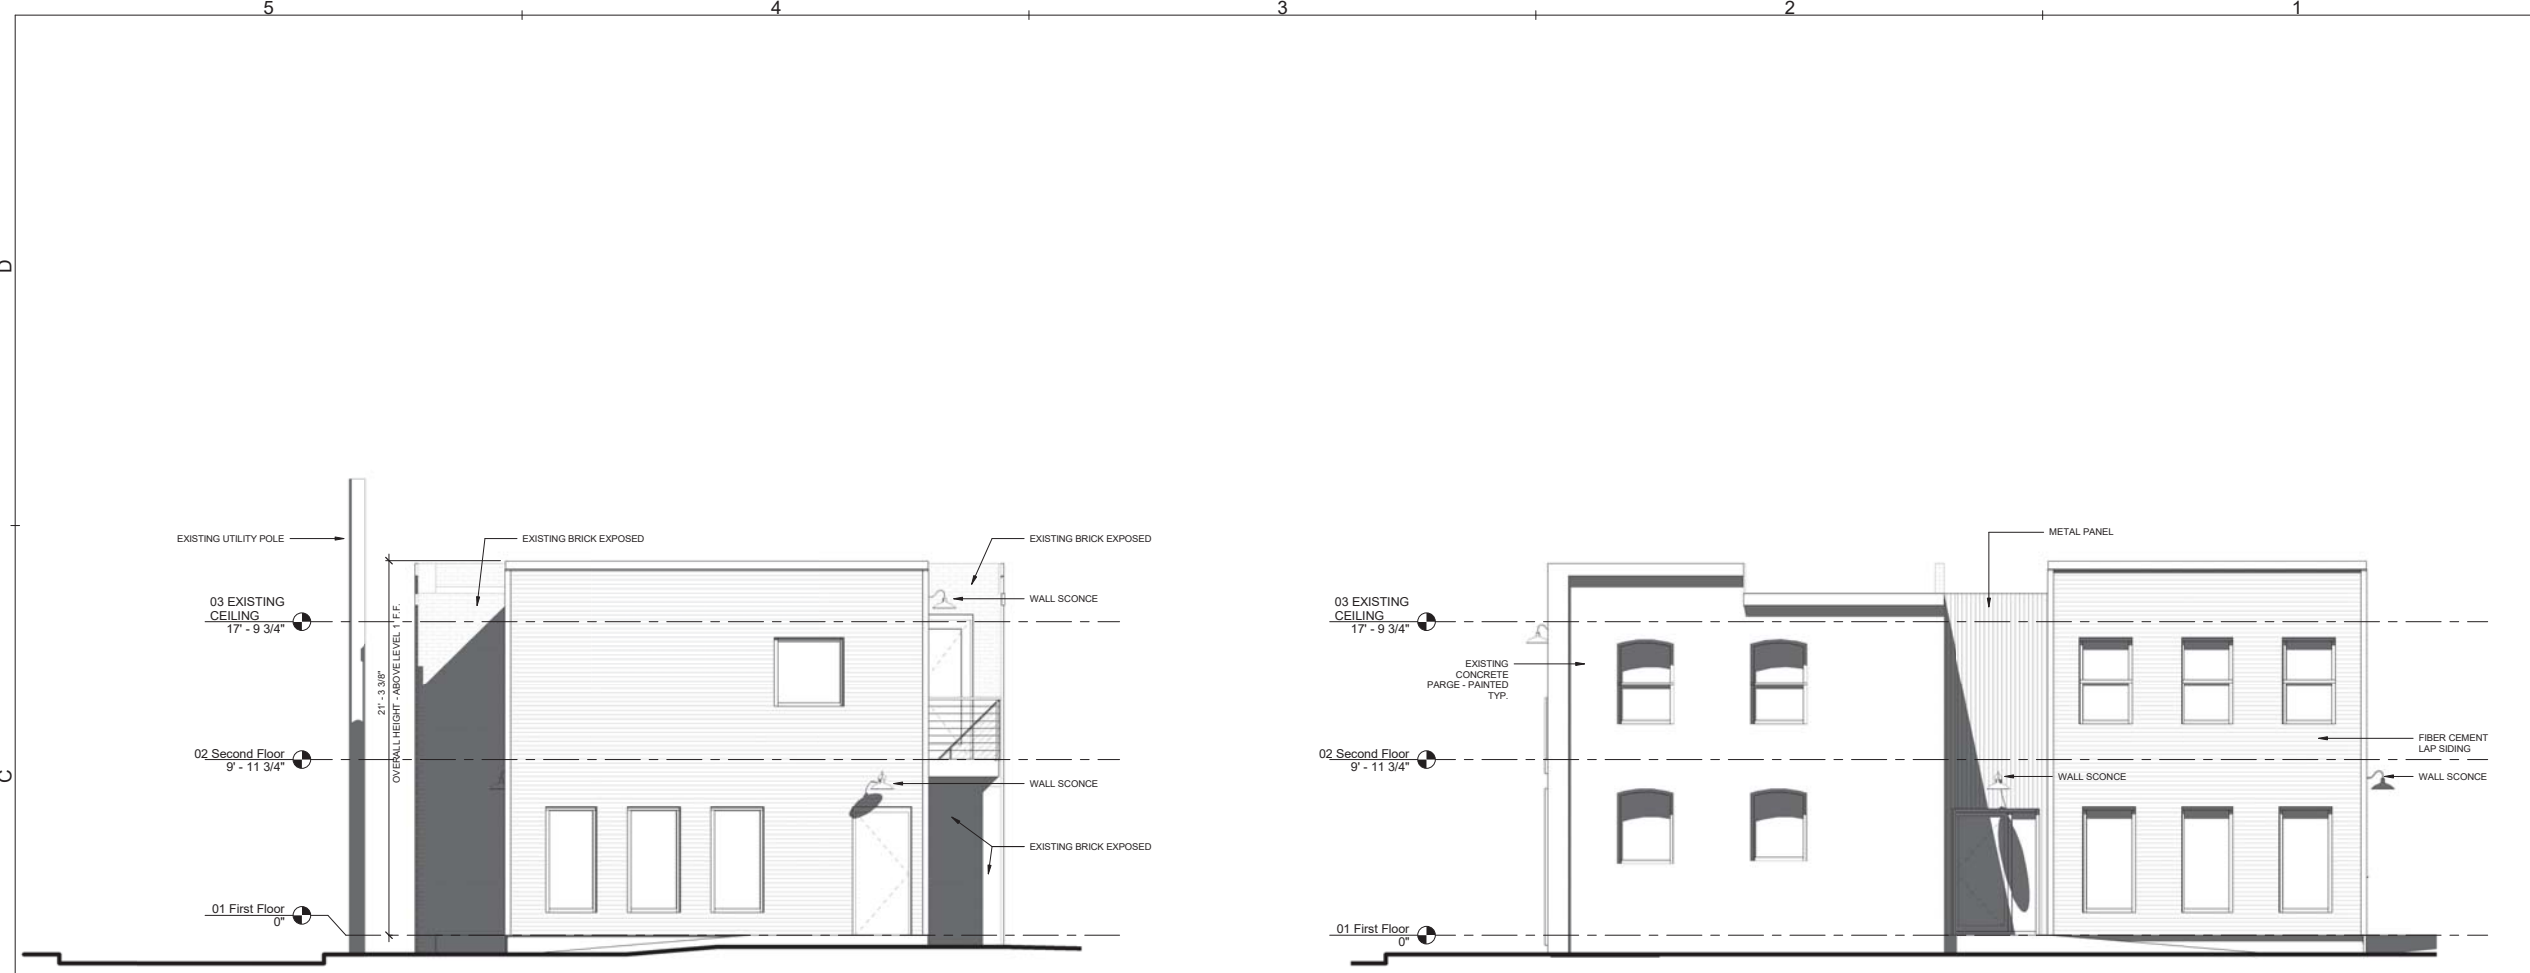 5
4
3
2
1
D
C
EXISTING UTILITY POLE
EXISTING BRICK EXPOSED
EXISTING BRICK EXPOSED
WALL SCONCE
03 EXISTING
CEILING
17' - 9 3/4"
21' - 3 3/8"
OVERALL HEIGHT - ABOVE LEVEL 1 F.F.
02 Second Floor
9' - 11 3/4"
WALL SCONCE
EXISTING BRICK EXPOSED
01 First Floor
0"
METAL PANEL
03 EXISTING
CEILING
17' - 9 3/4"
EXISTING
CONCRETE
PARGE - PAINTED
TYP.
02 Second Floor
9' - 11 3/4"
FIBER CEMENT
LAP SIDING
WALL SCONCE
WALL SCONCE
01 First Floor
0"